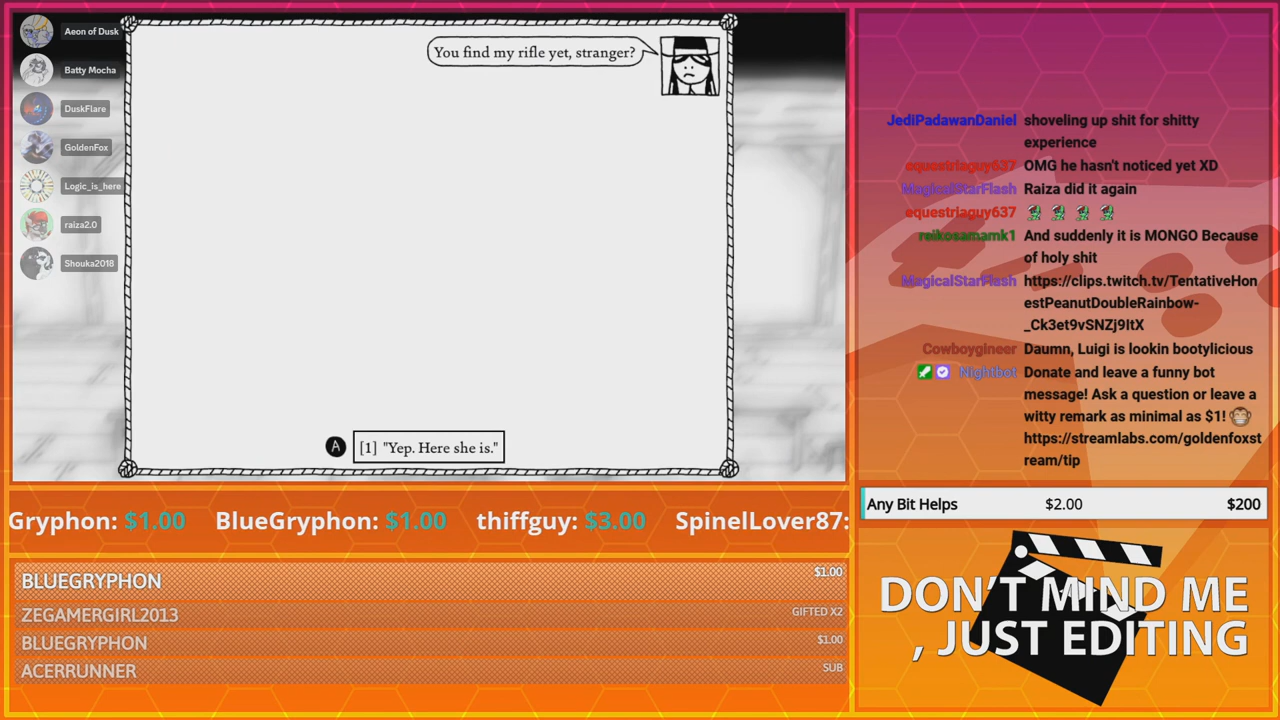 Aeon of Dusk
Batty Mocha
DuskFlare
GoldenFox
Logic_is_here
raiza2.0
Shouka2018
You find my rifle yet, stranger?
A [1] "Yep. Here she is."
Gryphon: $1.00 BlueGryphon: $1.00 thiffguy: $3.00 SpinelLover87:
BLUEGRYPHON $1.00
ZEGAMERGIRL2013 GIFTED X2
BLUEGRYPHON $1.00
ACERRUNNER SUB
JediPadawanDaniel shoveling up shit for shitty
experience
equestriaguy637 OMG he hasn't noticed yet XD
MagicalStarFlash Raiza did it again
equestriaguy637
reikosamamk1 And suddenly it is MONGO Because
of holy shit
MagicalStarFlash https://clips.twitch.tv/TentativeHon
estPeanutDoubleRainbow-
_Ck3et9vSNZj9ItX
Cowboygineer Daumn, Luigi is lookin bootylicious
Nightbot Donate and leave a funny bot
message! Ask a question or leave a
witty remark as minimal as $1!
https://streamlabs.com/goldenfoxst
ream/tip
Any Bit Helps $2.00 $200
DON'T MIND ME
, JUST EDITING